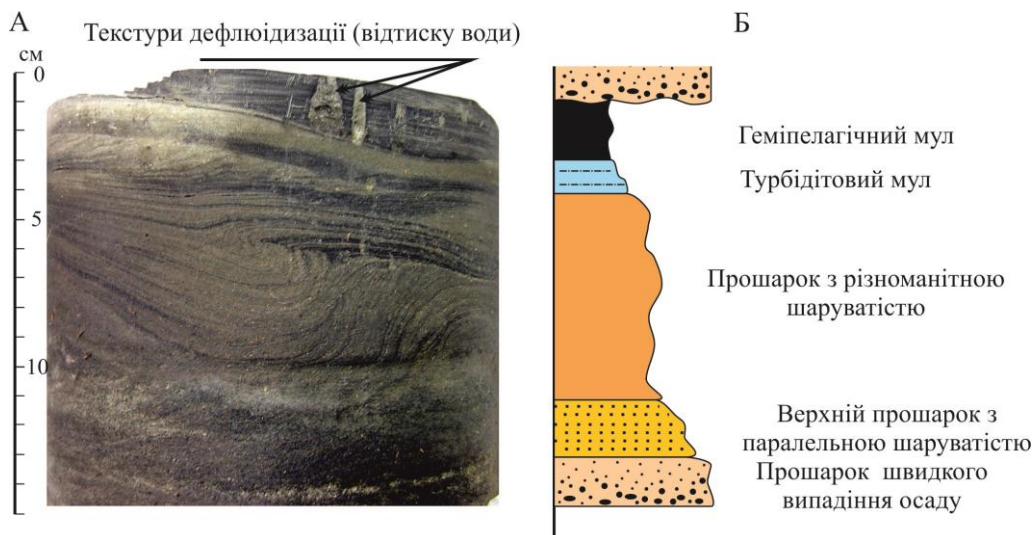 А
Б
Текстури дефлюідизації (відтиску води)
см
0
5
10
Геміпелагічний мул
Турбідітовий мул
Прошарок з різноманітною
шаруватістю
Верхній прошарок з
паралельною шаруватістю
Прошарок швидкого
випадіння осаду